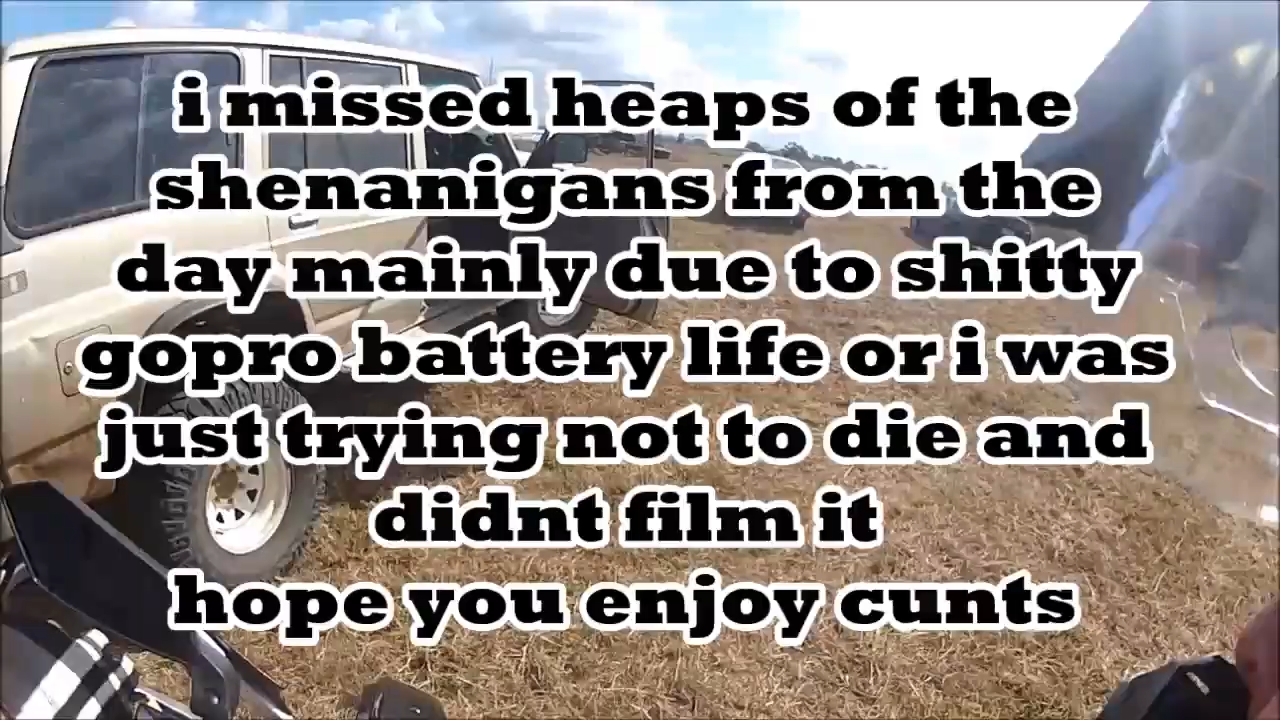 i missed heaps of the
shenanigans from the
day mainly due to shitty
gopro battery life or i was
just trying not to die and
didnt film it
hope you enjoy cunts